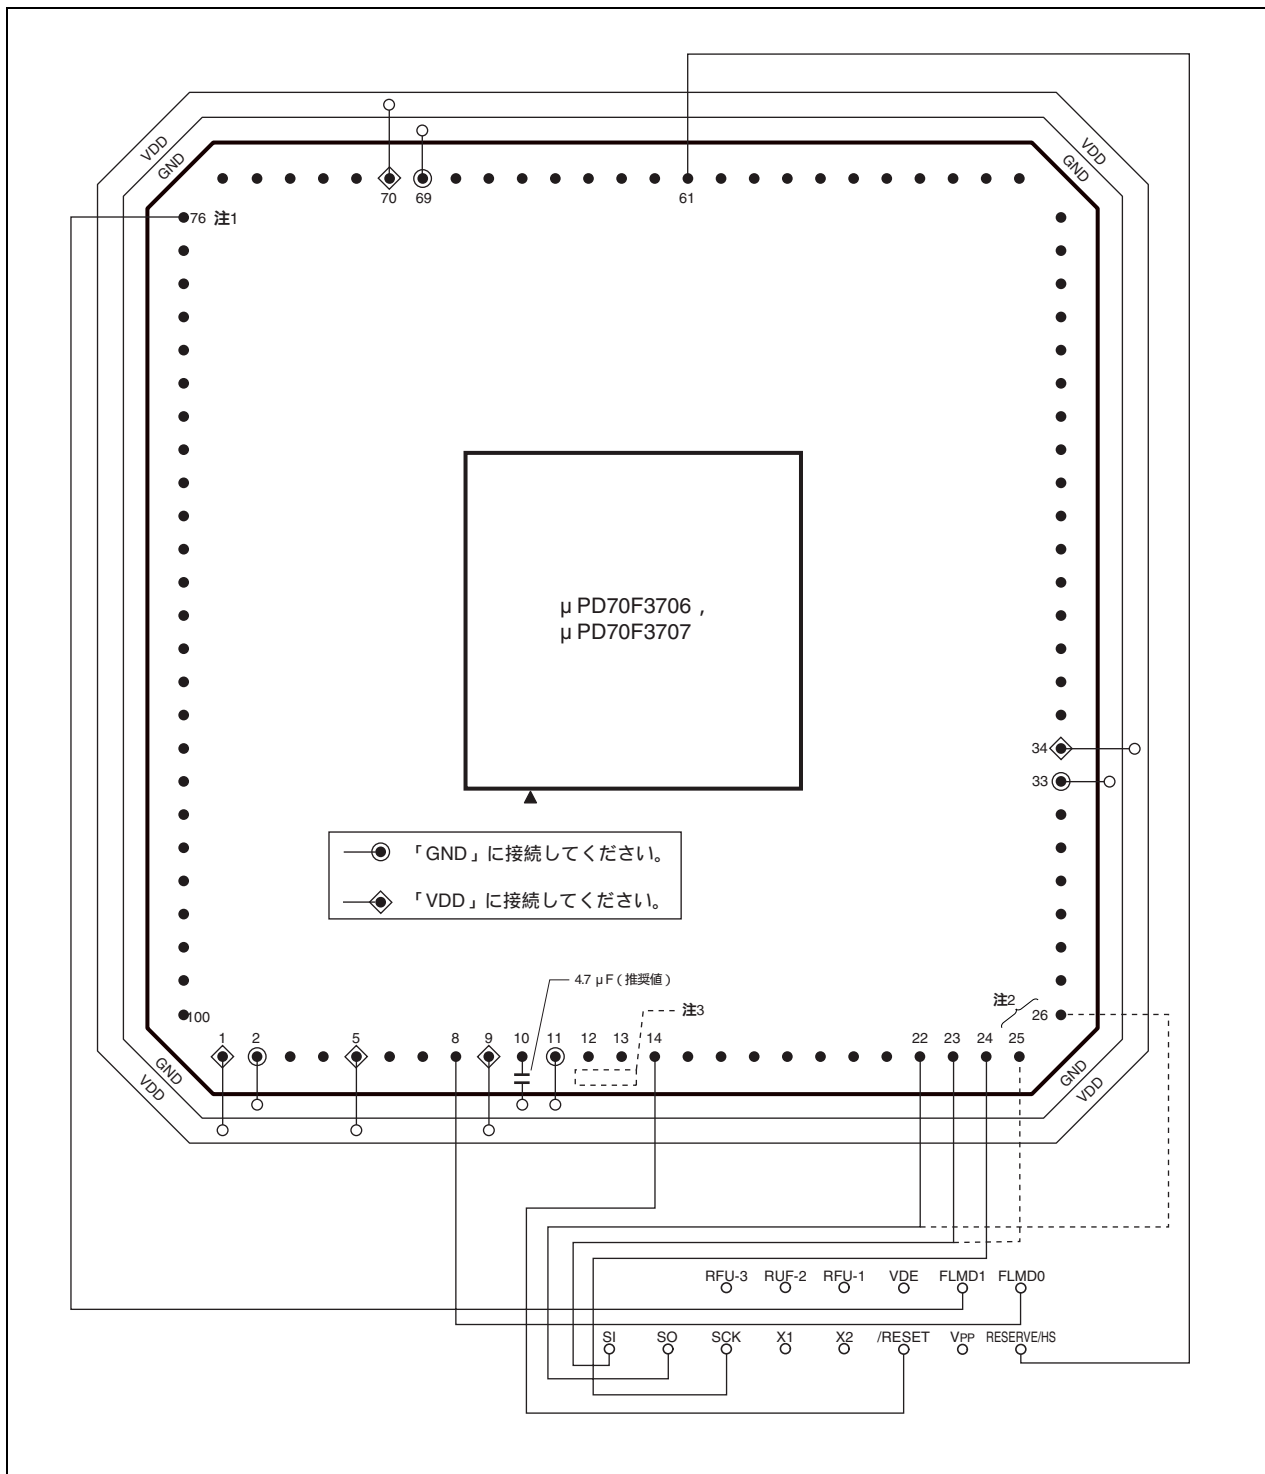 VDD
GND
VDD
GND
70
69
61
76 注1
μPD70F3706 ,
μPD70F3707
34
33
「GND」に接続してください。
「VDD」に接続してください。
4.7 μF(推奨値)
注3
注2
100
26
1
2
5
8
9
10
11
12
13
14
22
23
24
25
GND
VDD
GND
VDD
RFU-3 RUF-2 RFU-1 VDE FLMD1 FLMD0
SI SO SCK X1 X2 /RESET VPP RESERVE/HS